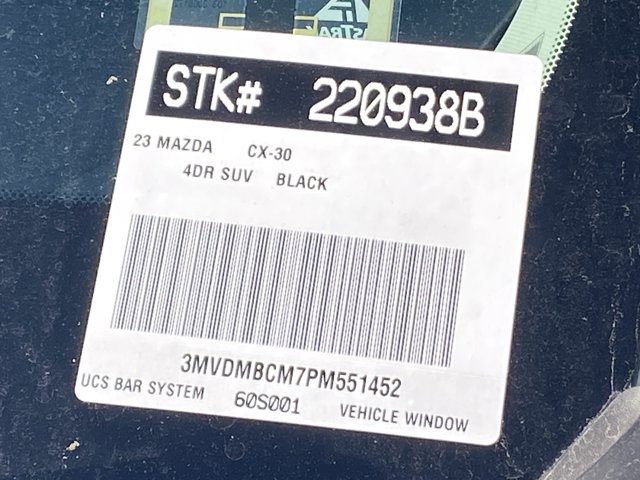 STK# 220938B
23 MAZDA CX-30
4DR SUV BLACK
3MVDMBCM7PM551452
UCS BAR SYSTEM 60S001 VEHICLE WINDOW